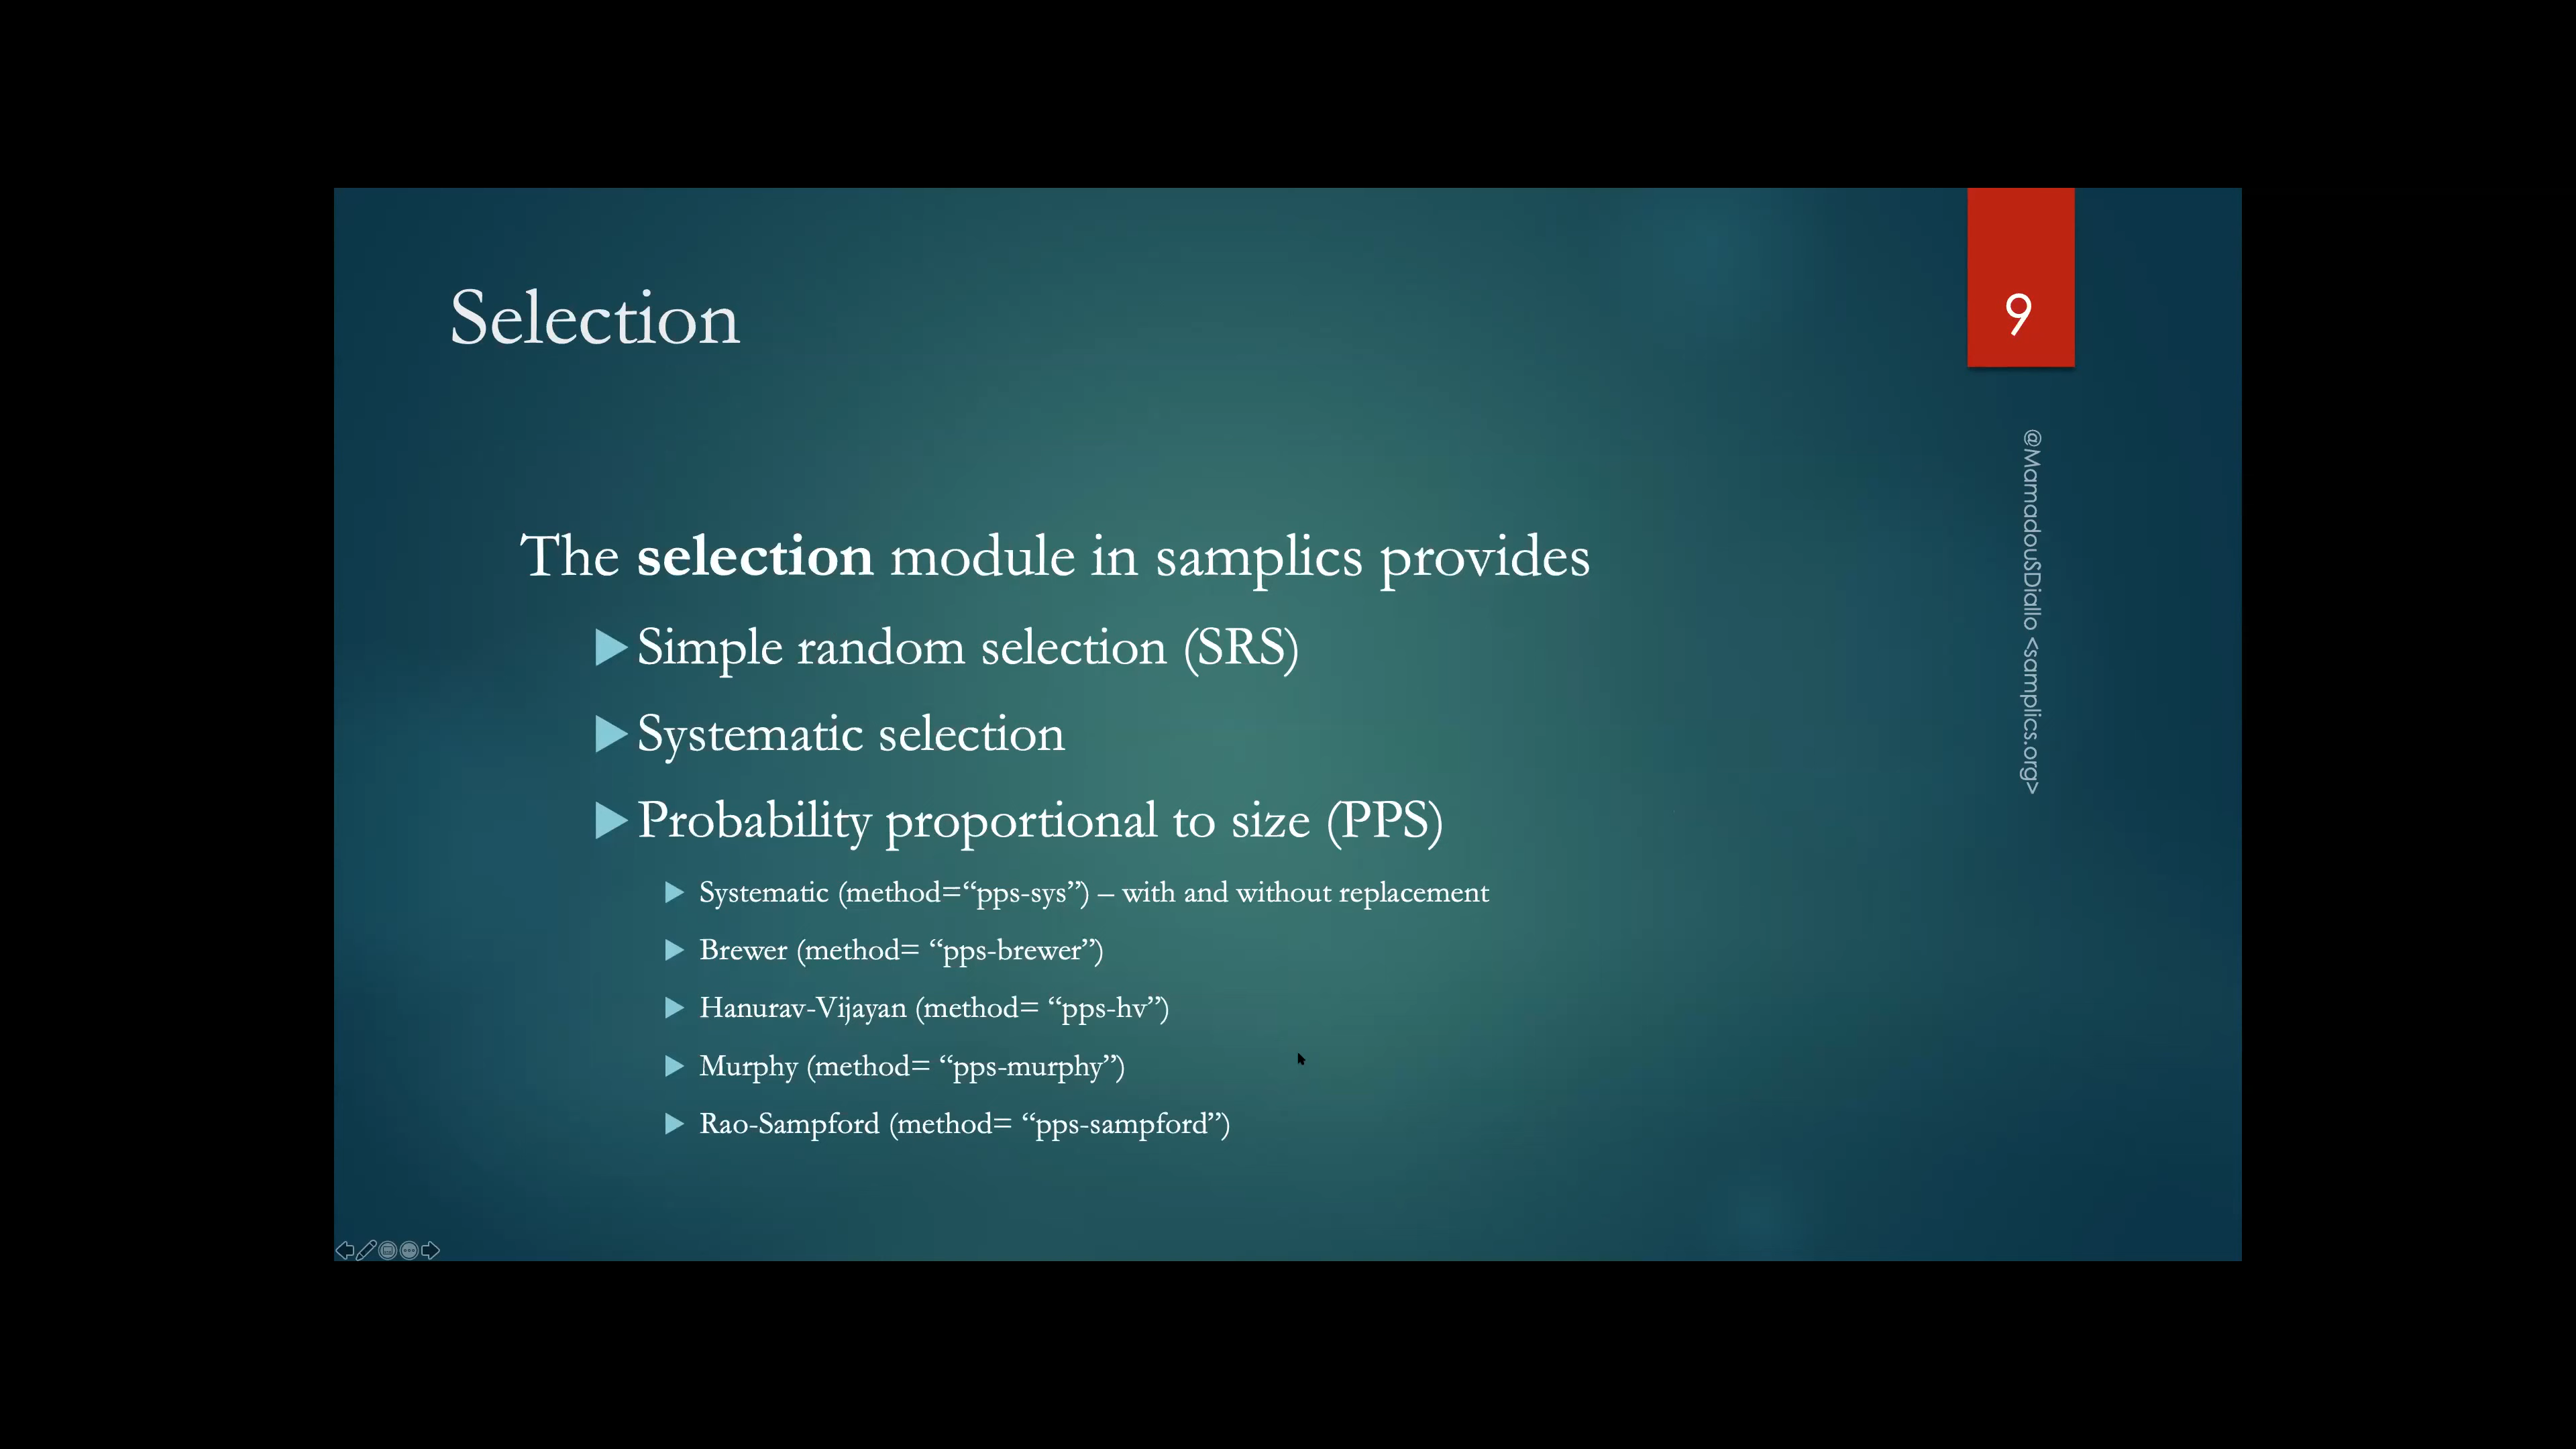 Selection
9
The selection module in samplics provides
Simple random selection (SRS)
Systematic selection
Probability proportional to size (PPS)
Systematic (method=“pps-sys”) – with and without replacement
Brewer (method= “pps-brewer”)
Hanurav-Vijayan (method= “pps-hv”)
Murphy (method= “pps-murphy”)
Rao-Sampford (method= “pps-sampford”)
@MamadouSDiallo <samplics.org>